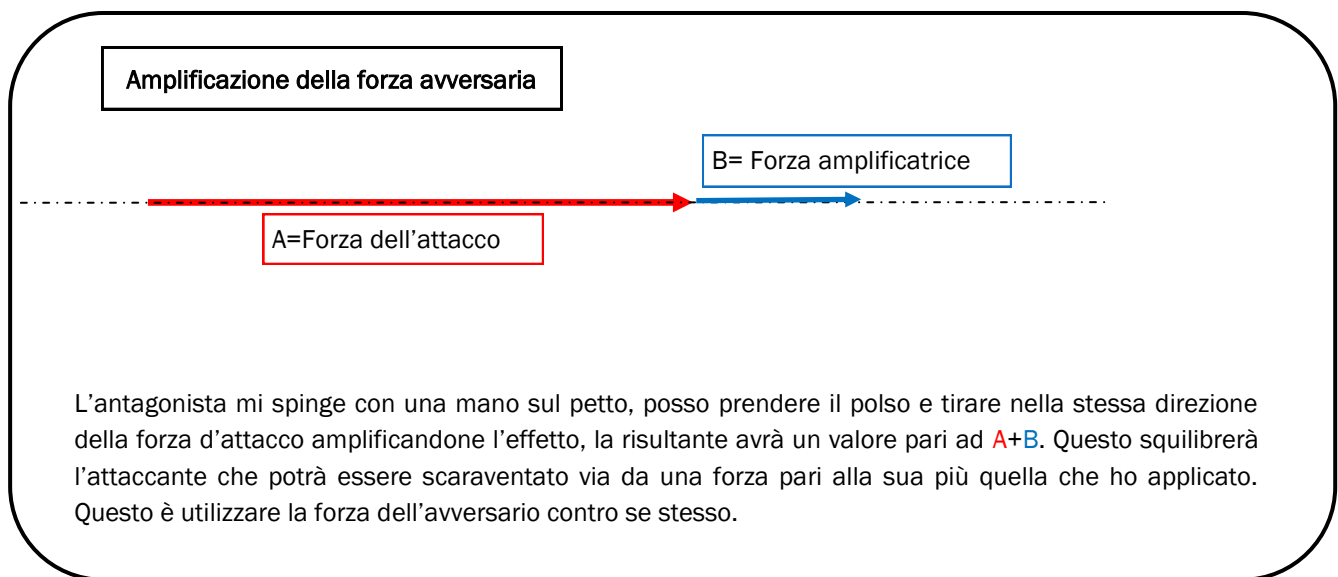 Amplificazione della forza avversaria
B= Forza amplificatrice
A=Forza dell’attacco
L’antagonista mi spinge con una mano sul petto, posso prendere il polso e tirare nella stessa direzione
della forza d’attacco amplificandone l’effetto, la risultante avrà un valore pari ad A+B. Questo squilibrerà
l’attaccante che potrà essere scaraventato via da una forza pari alla sua più quella che ho applicato.
Questo è utilizzare la forza dell’avversario contro se stesso.